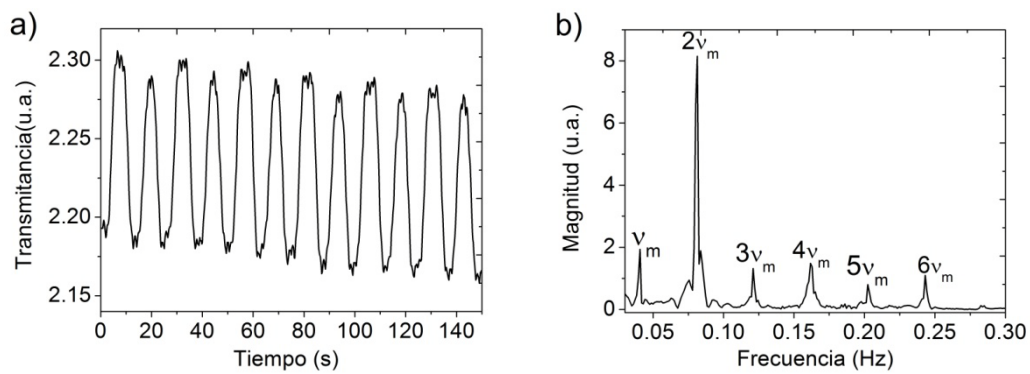 a)
Transmitancia(u.a.)
2.30
2.25
2.20
2.15
0 20 40 60 80 100 120 140
Tiempo (s)
b)
Magnitud (u.a.)
8
6
4
2
0
νm
2νm
3νm
4νm
5νm
6νm
0.05 0.10 0.15 0.20 0.25 0.30
Frecuencia (Hz)